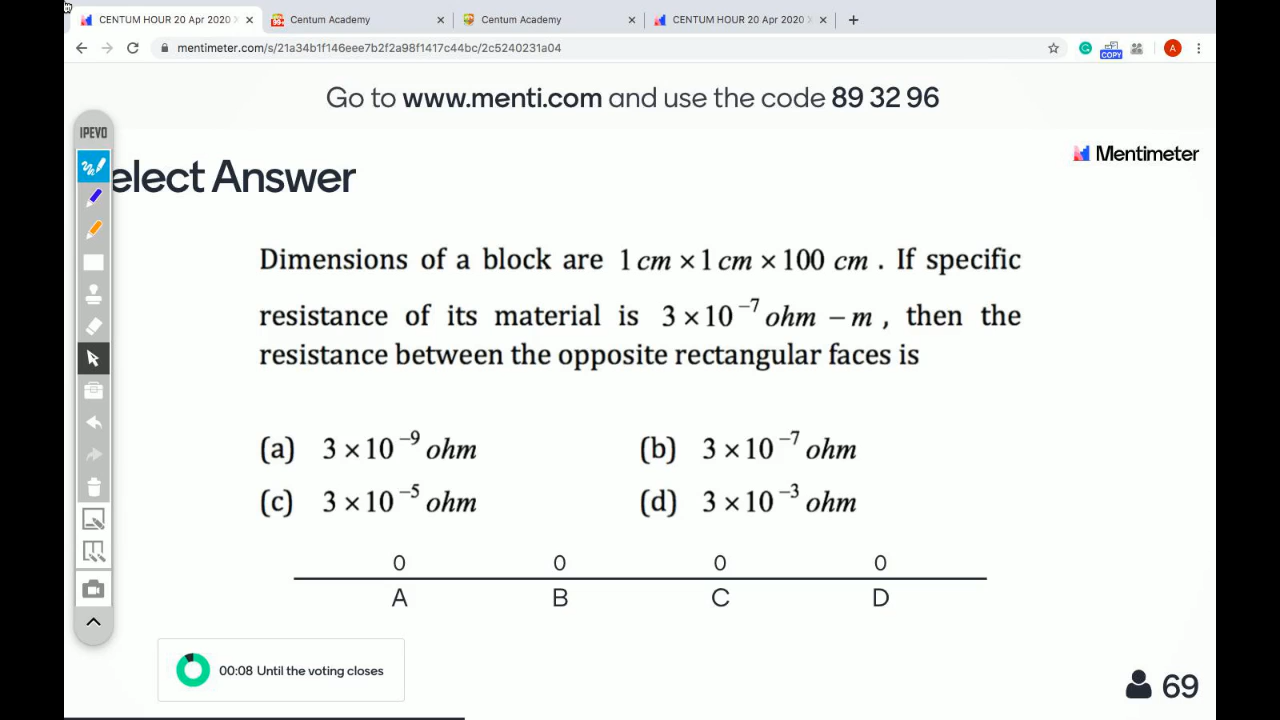 CENTUM HOUR 20 Apr 2020
Centum Academy
Centum Academy
CENTUM HOUR 20 Apr 2020
mentimeter.com/s/21a34b1f146eee7b2f2a98f1417c44bc/2c5240231a04
COPY
A
Go to www.menti.com and use the code 89 32 96
IPEVO
Mentimeter
elect Answer
Dimensions of a block are 1 cm × 1 cm × 100 cm . If specific
resistance of its material is 3 × 10⁻⁷ ohm – m , then the
resistance between the opposite rectangular faces is
(a) 3 × 10⁻⁹ ohm (b) 3 × 10⁻⁷ ohm
(c) 3 × 10⁻⁵ ohm (d) 3 × 10⁻³ ohm
0 0 0 0
A B C D
00:08 Until the voting closes
69